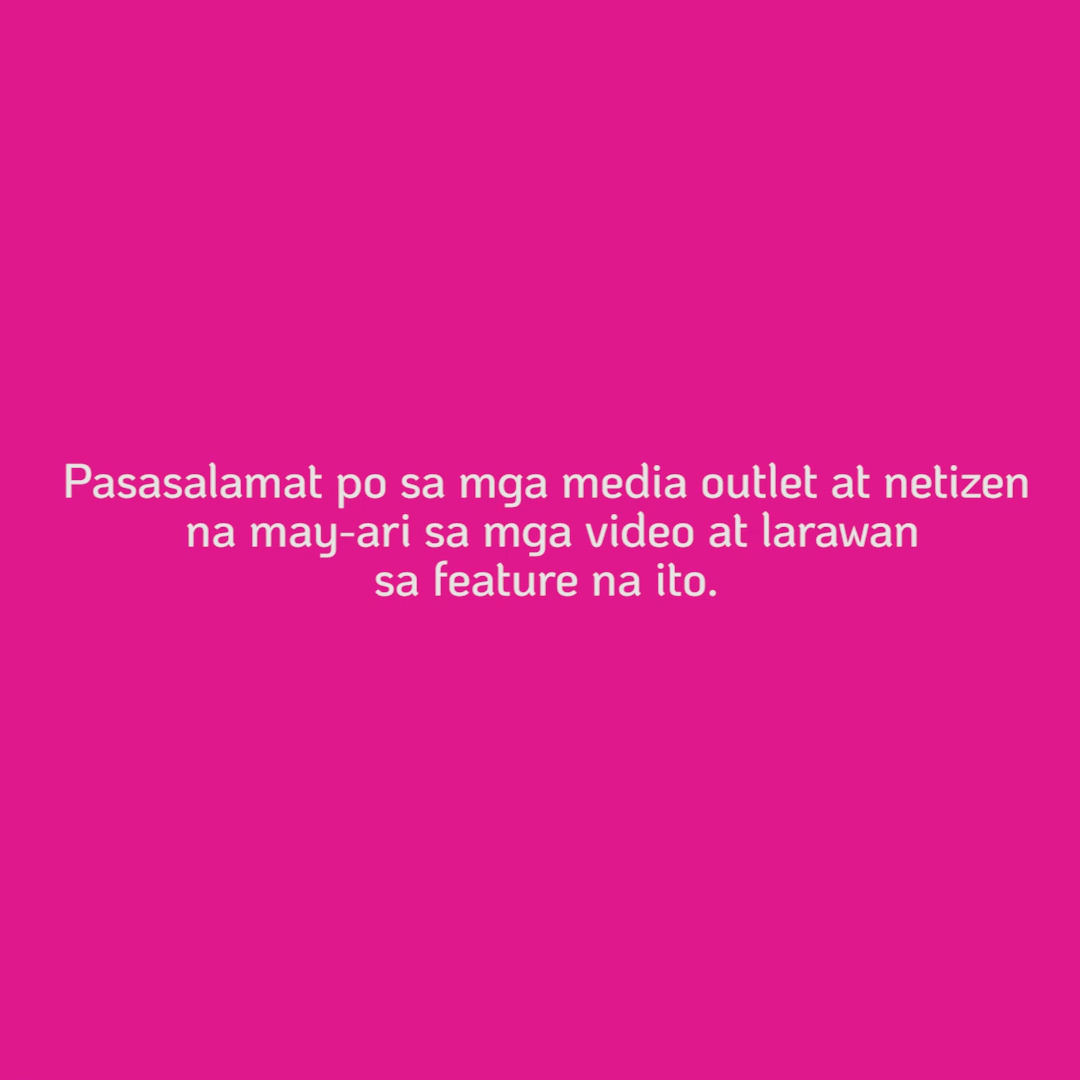 Pasasalamat po sa mga media outlet at netizen
na may-ari sa mga video at larawan
sa feature na ito.